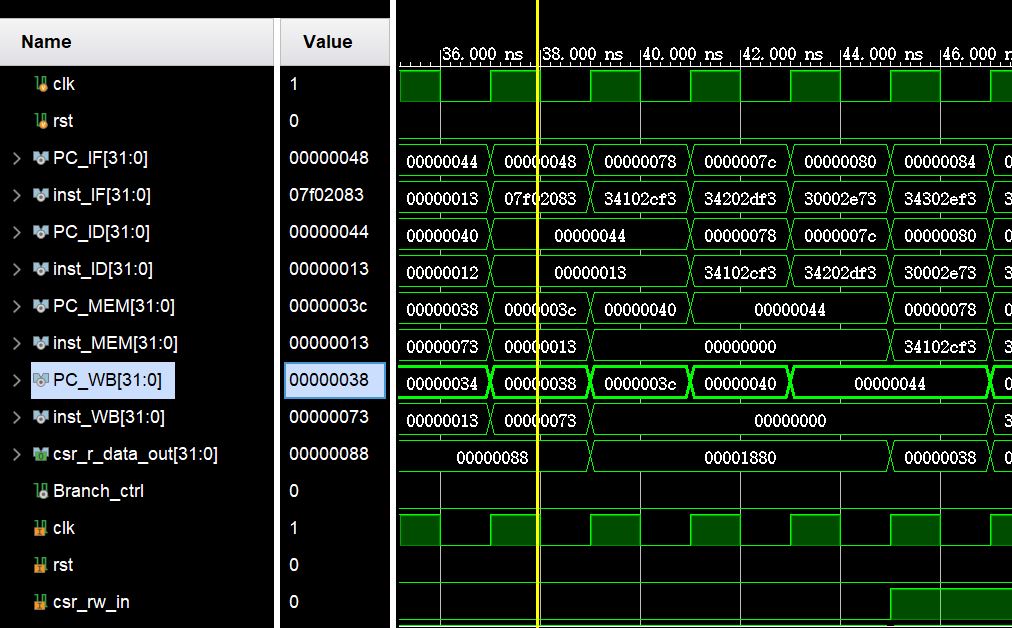 Name Value
36.000 ns 38.000 ns 40.000 ns 42.000 ns 44.000 ns 46.000 n
clk 1
rst 0
PC_IF[31:0] 00000048 00000044 00000048 00000078 0000007c 00000080 00000084 0
inst_IF[31:0] 07f02083 00000013 07f02083 34102cf3 34202df3 30002e73 34302ef3 3
PC_ID[31:0] 00000044 00000040 00000044 00000078 0000007c 00000080 0
inst_ID[31:0] 00000013 00000012 00000013 34102cf3 34202df3 30002e73 3
PC_MEM[31:0] 0000003c 00000038 0000003c 00000040 00000044 00000078 0
inst_MEM[31:0] 00000013 00000073 00000013 00000000 34102cf3 3
PC_WB[31:0] 00000038 00000034 00000038 0000003c 00000040 00000044 0
inst_WB[31:0] 00000073 00000013 00000073 00000000 3
csr_r_data_out[31:0] 00000088 00000088 00001880 00000038 0
Branch_ctrl 0
clk 1
rst 0
csr_rw_in 0